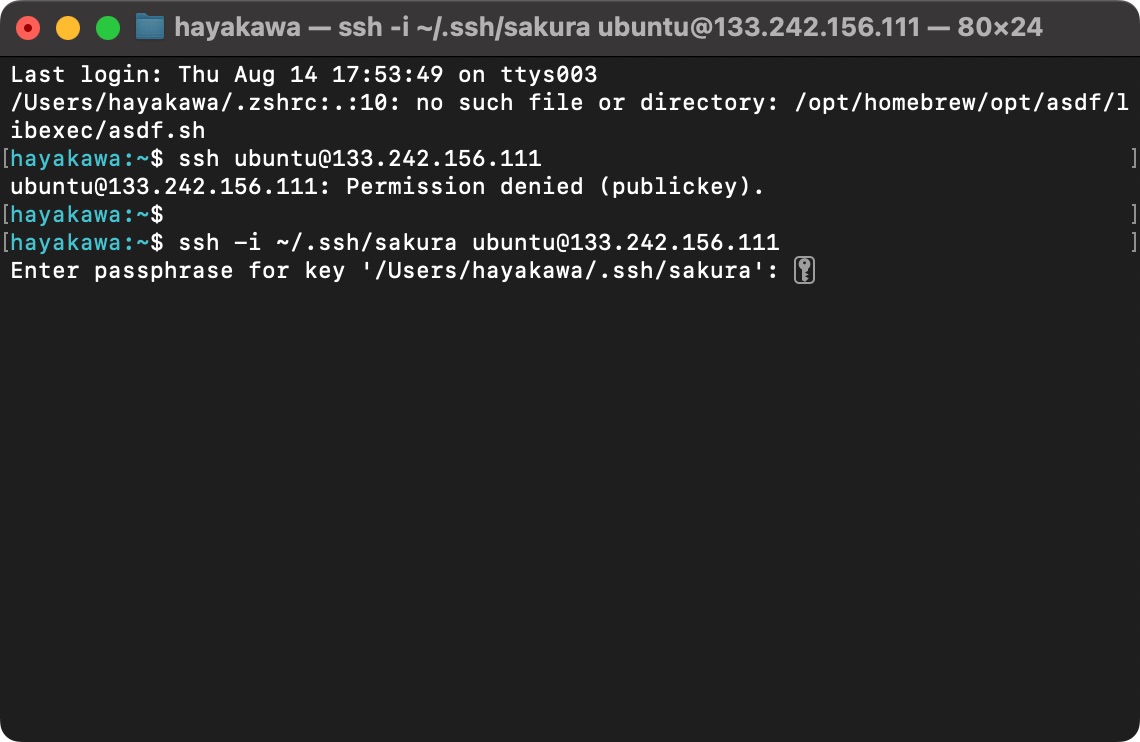 hayakawa — ssh -i ~/.ssh/sakura ubuntu@133.242.156.111 — 80×24
Last login: Thu Aug 14 17:53:49 on ttys003
/Users/hayakawa/.zshrc:.:10: no such file or directory: /opt/homebrew/opt/asdf/l
ibexec/asdf.sh
[hayakawa:~$ ssh ubuntu@133.242.156.111 ]
ubuntu@133.242.156.111: Permission denied (publickey).
[hayakawa:~$ ]
[hayakawa:~$ ssh -i ~/.ssh/sakura ubuntu@133.242.156.111 ]
Enter passphrase for key '/Users/hayakawa/.ssh/sakura':